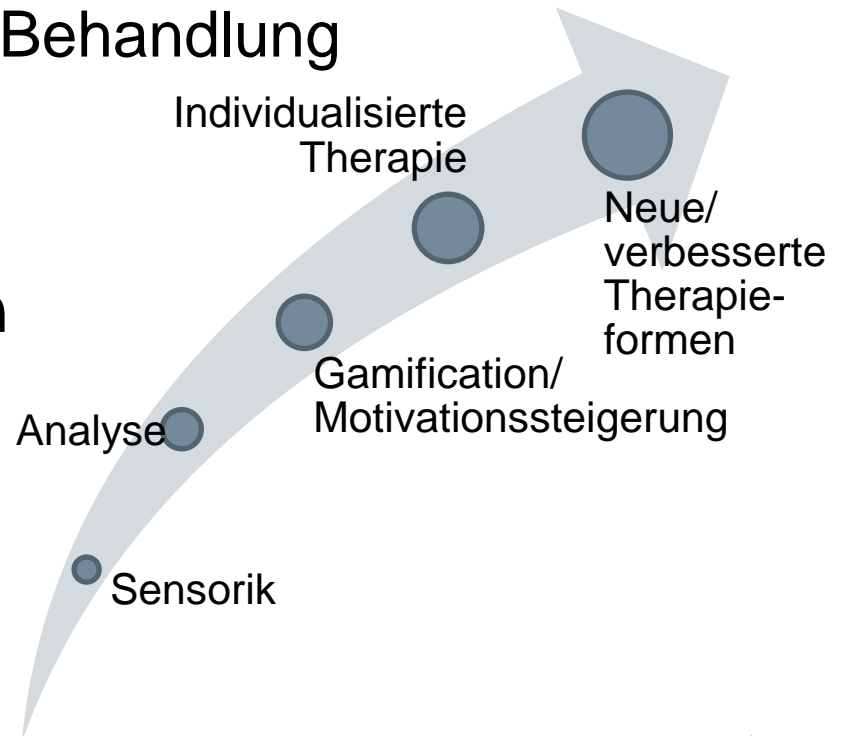 Behandlung
Individualisierte
Therapie
Neue/
verbesserte
Therapie-
formen
Gamification/
Motivationssteigerung
Analyse
Sensorik